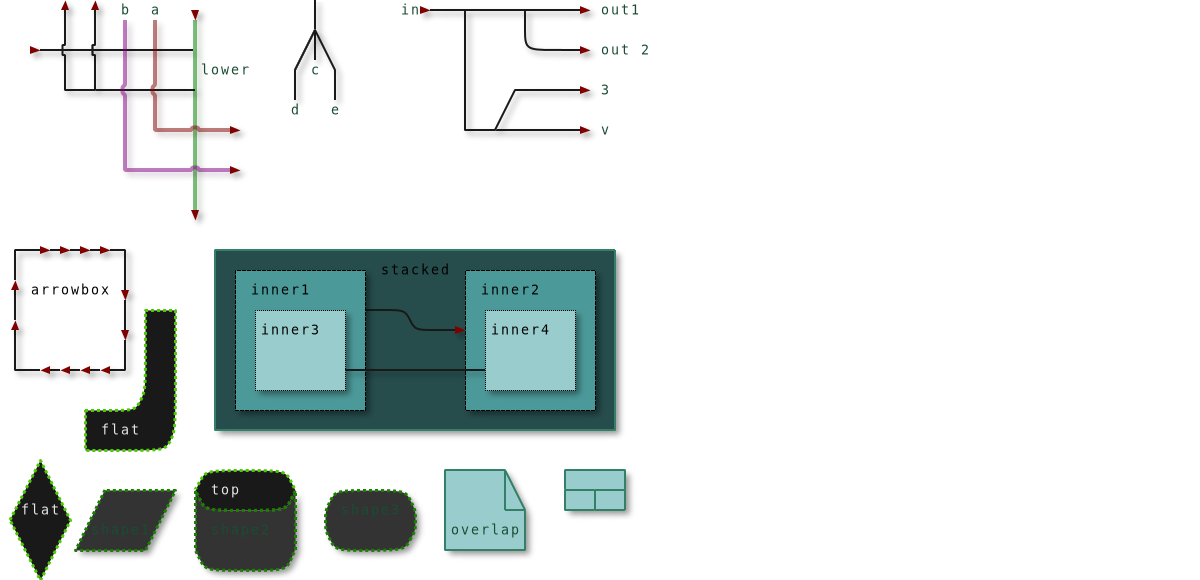 b a
in
out1
out 2
lower
c
3
d e
v
arrowbox
stacked
inner1
inner2
inner3
inner4
flat
flat
shape1
top
shape2
shape3
overlap